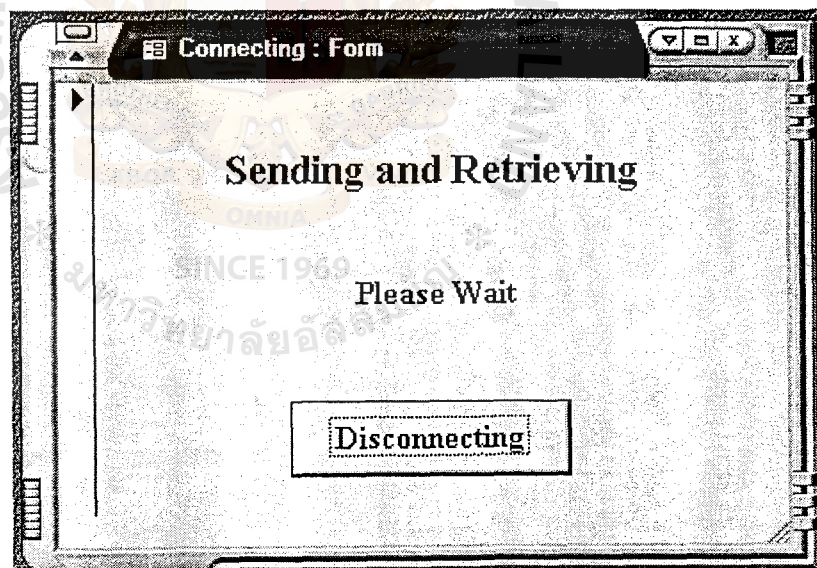 Connecting : Form
Sending and Retrieving
OMNIA
SINCE 1969
Please Wait
Disconnecting